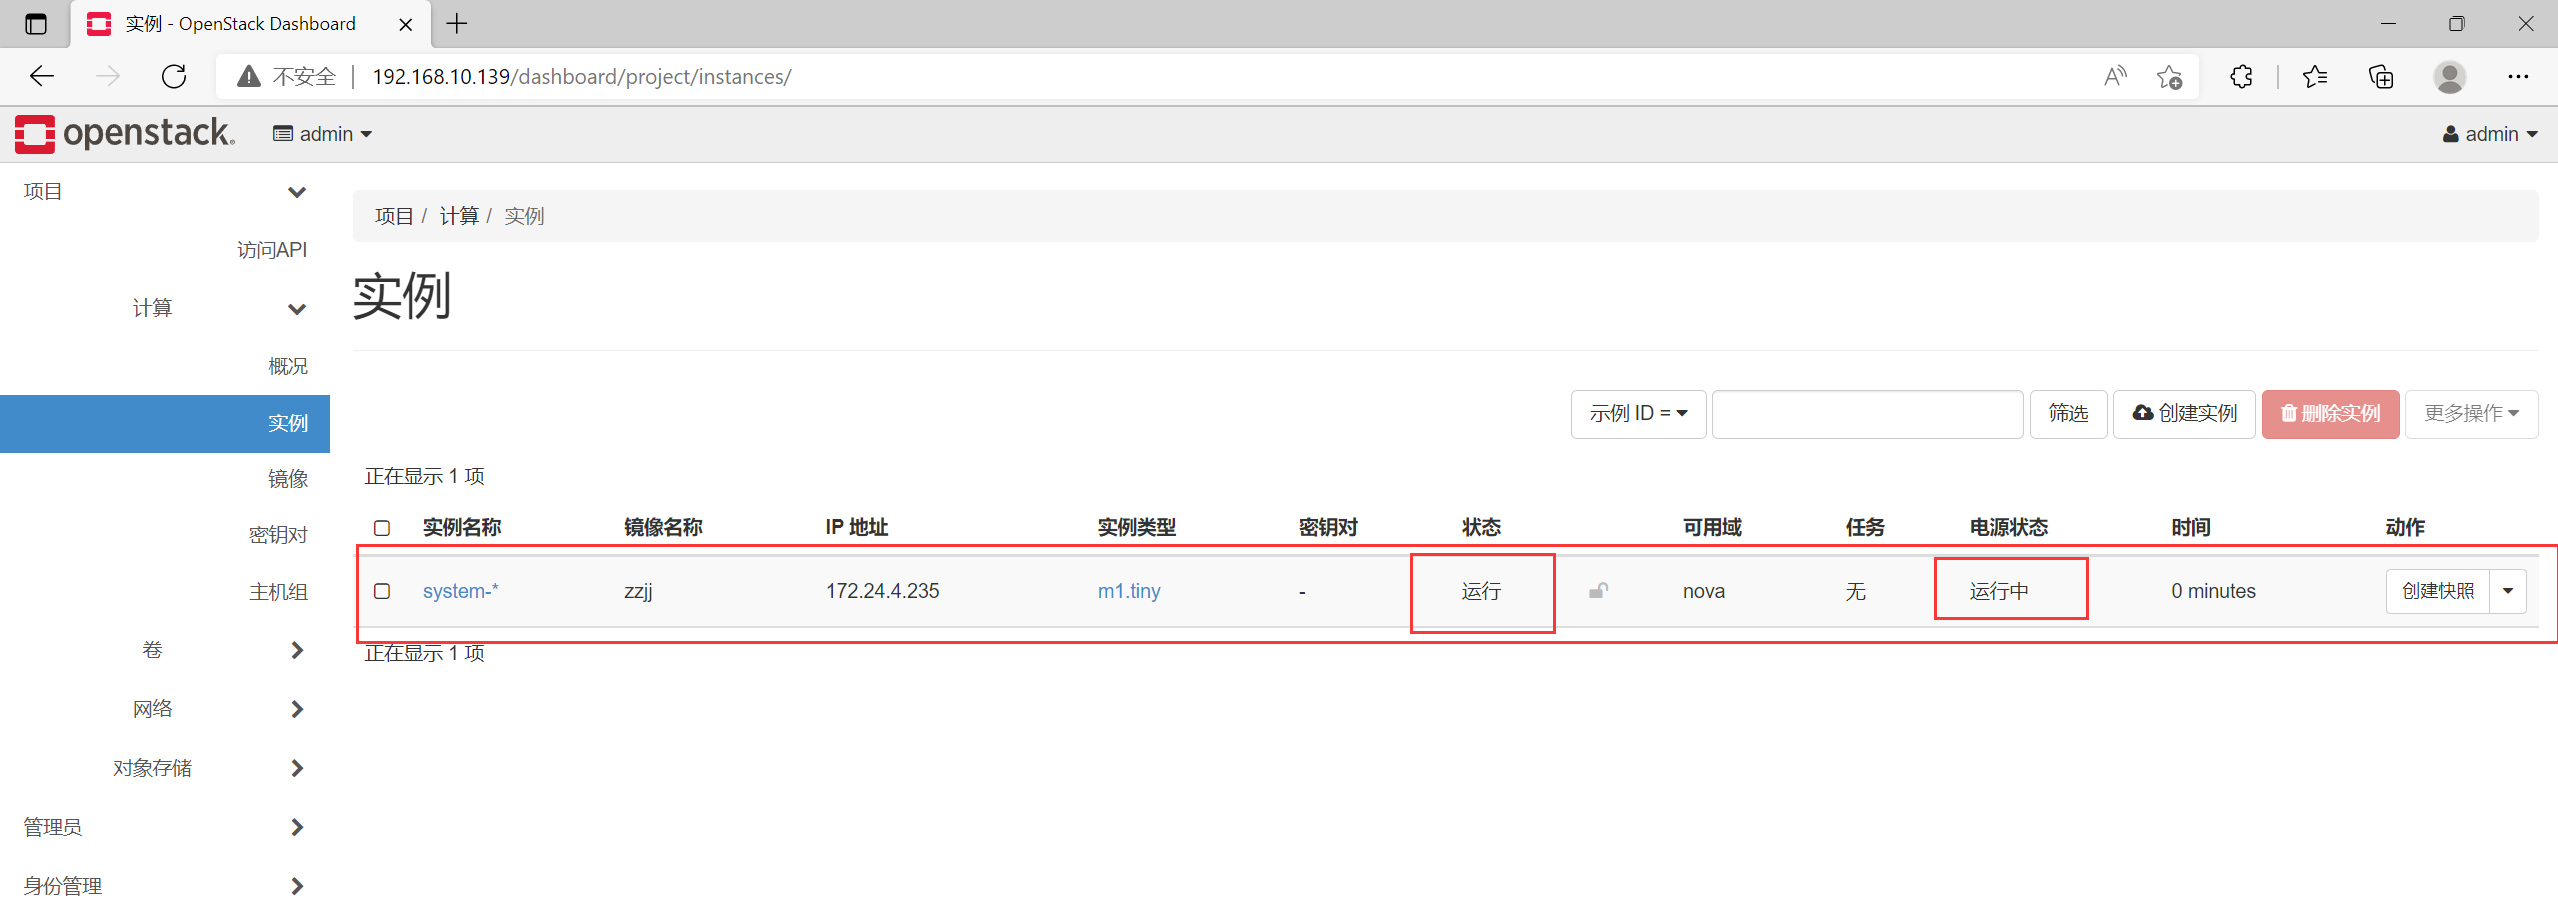 实例 - OpenStack Dashboard
不安全 192.168.10.139/dashboard/project/instances/
openstack. admin admin
项目
访问API
计算
概况
实例
镜像
密钥对
主机组
卷
网络
对象存储
管理员
身份管理
项目 / 计算 / 实例
实例
示例 ID = 筛选 创建实例 删除实例 更多操作
正在显示 1 项
实例名称 镜像名称 IP 地址 实例类型 密钥对 状态 可用域 任务 电源状态 时间 动作
system-* zzjj 172.24.4.235 m1.tiny - 运行 nova 无 运行中 0 minutes 创建快照
正在显示 1 项